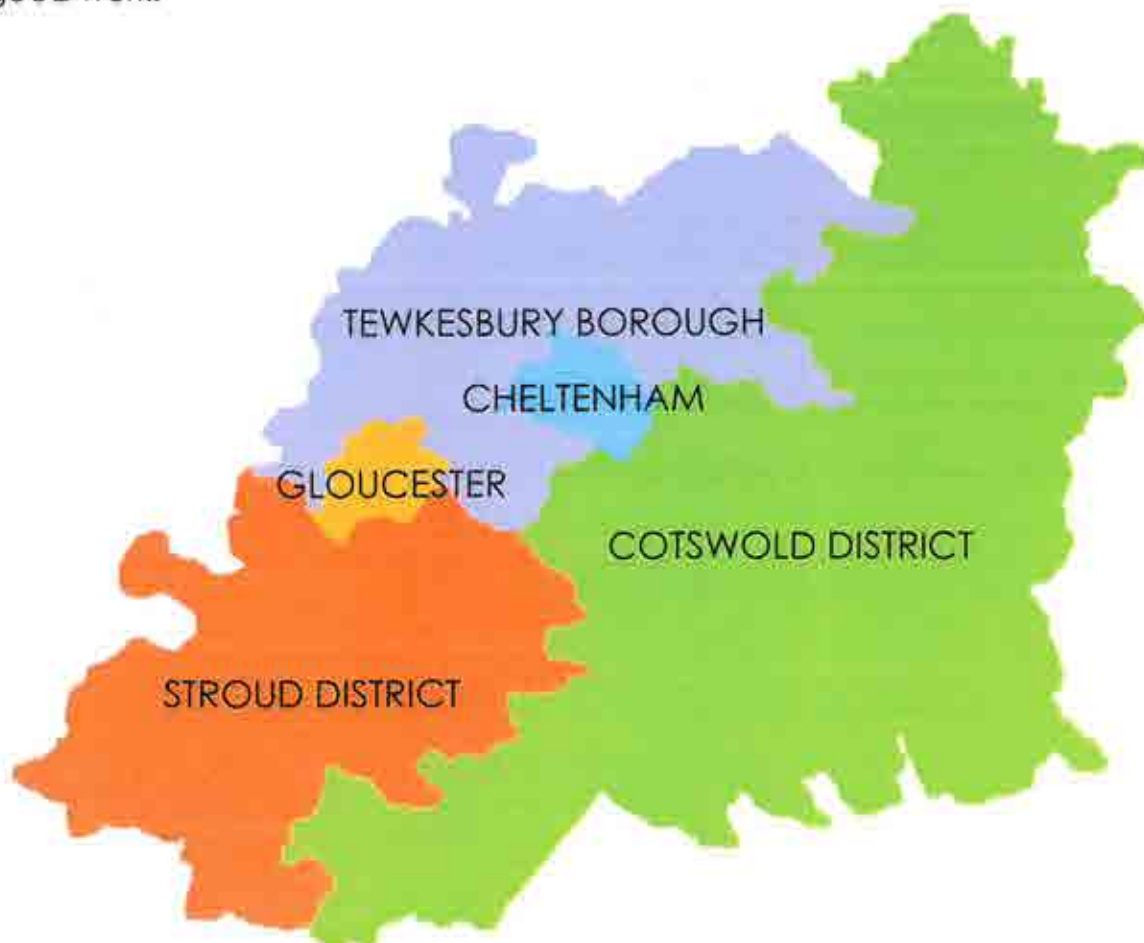 TEWKESBURY BOROUGH
CHELTENHAM
GLOUCESTER
COTSWOLD DISTRICT
STROUD DISTRICT